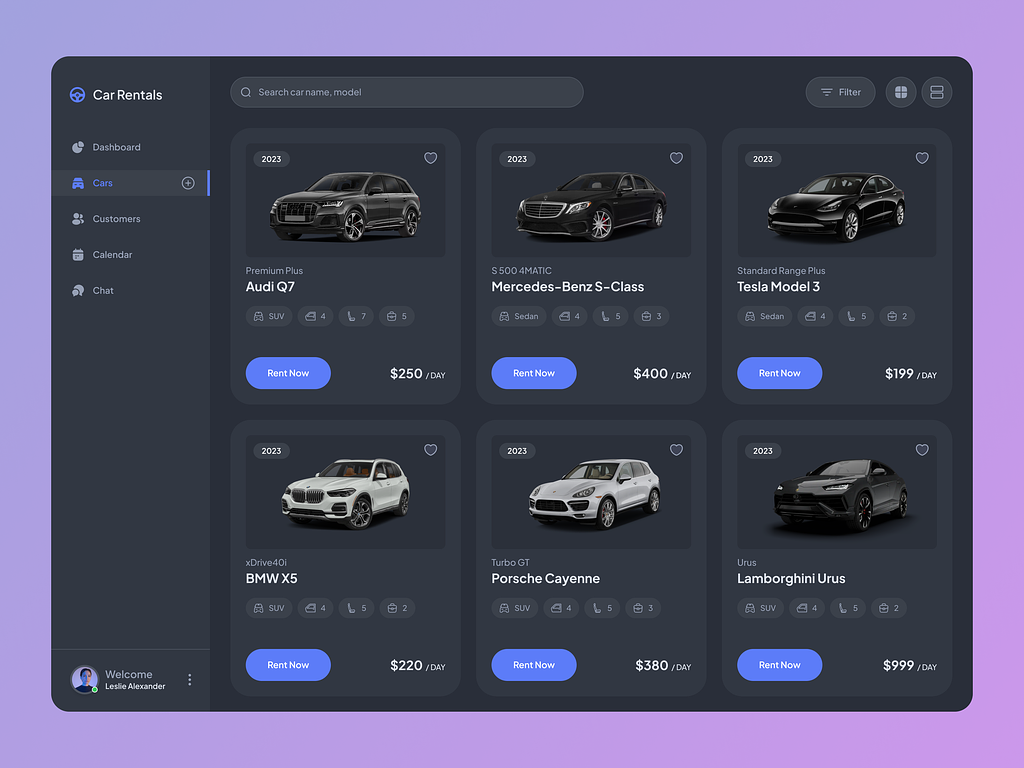 Car Rentals
Search car name, model
Filter
Dashboard
Cars
Customers
Calendar
Chat
2023
Premium Plus
Audi Q7
SUV 4 7 5
Rent Now $250 / DAY
2023
S 500 4MATIC
Mercedes-Benz S-Class
Sedan 4 5 3
Rent Now $400 / DAY
2023
Standard Range Plus
Tesla Model 3
Sedan 4 5 2
Rent Now $199 / DAY
2023
xDrive40i
BMW X5
SUV 4 5 2
Rent Now $220 / DAY
2023
Turbo GT
Porsche Cayenne
SUV 4 5 3
Rent Now $380 / DAY
2023
Urus
Lamborghini Urus
SUV 4 5 2
Rent Now $999 / DAY
Welcome
Leslie Alexander